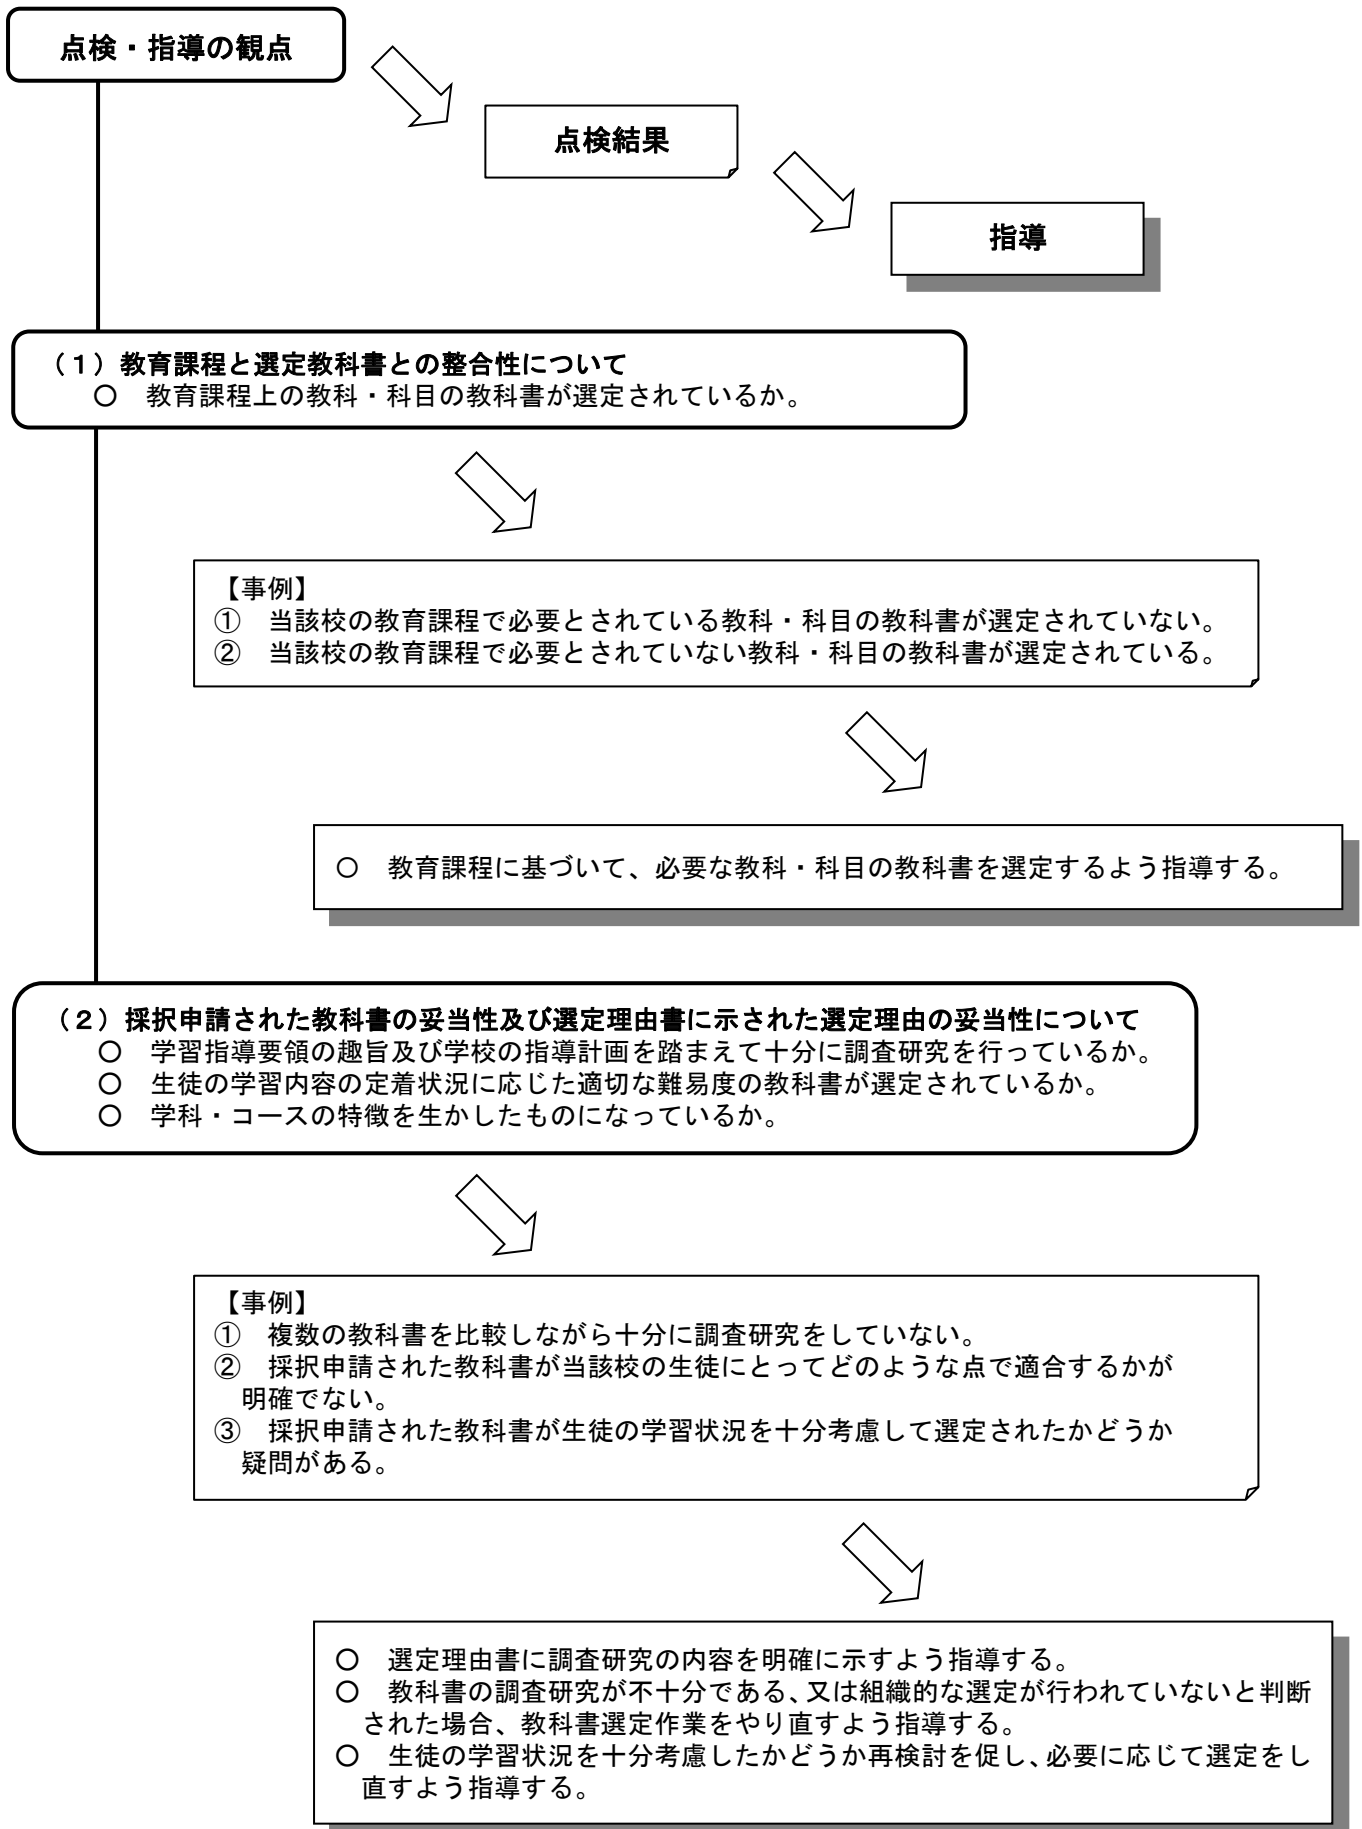 点検・指導の観点
点検結果
指導
（１）教育課程と選定教科書との整合性について
○　教育課程上の教科・科目の教科書が選定されているか。
【事例】
①　当該校の教育課程で必要とされている教科・科目の教科書が選定されていない。
②　当該校の教育課程で必要とされていない教科・科目の教科書が選定されている。
○　教育課程に基づいて、必要な教科・科目の教科書を選定するよう指導する。
（２）採択申請された教科書の妥当性及び選定理由書に示された選定理由の妥当性について
○　学習指導要領の趣旨及び学校の指導計画を踏まえて十分に調査研究を行っているか。
○　生徒の学習内容の定着状況に応じた適切な難易度の教科書が選定されているか。
○　学科・コースの特徴を生かしたものになっているか。
【事例】
①　複数の教科書を比較しながら十分に調査研究をしていない。
②　採択申請された教科書が当該校の生徒にとってどのような点で適合するかが
明確でない。
③　採択申請された教科書が生徒の学習状況を十分考慮して選定されたかどうか
疑問がある。
○　選定理由書に調査研究の内容を明確に示すよう指導する。
○　教科書の調査研究が不十分である、又は組織的な選定が行われていないと判断
された場合、教科書選定作業をやり直すよう指導する。
○　生徒の学習状況を十分考慮したかどうか再検討を促し、必要に応じて選定をし
直すよう指導する。